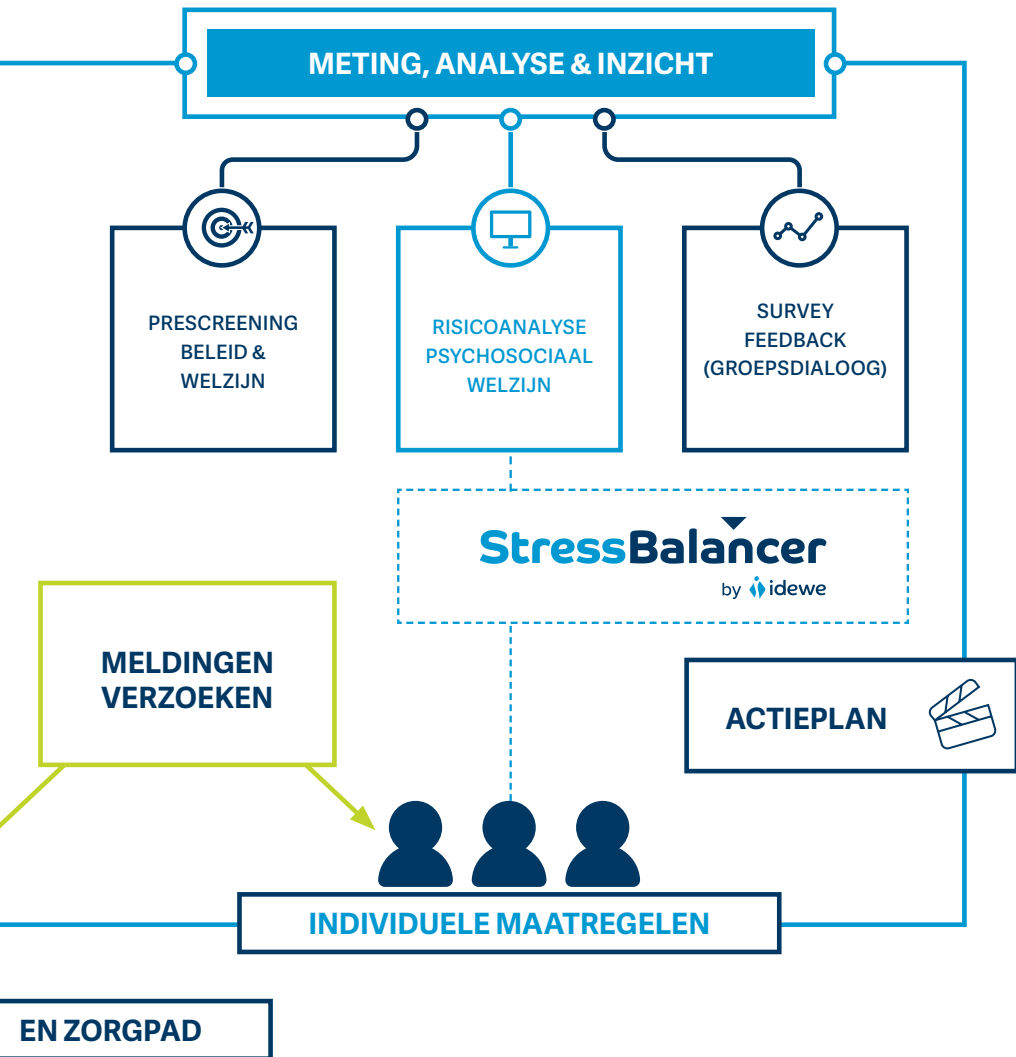 METING, ANALYSE & INZICHT
PRESCREENING
BELEID &
WELZIJN
RISICOANALYSE
PSYCHOSOCIAAL
WELZIJN
SURVEY
FEEDBACK
(GROEPSDIALOOG)
StressBalancer
by idewe
MELDINGEN
VERZOEKEN
ACTIEPLAN
INDIVIDUELE MAATREGELEN
EN ZORGPAD